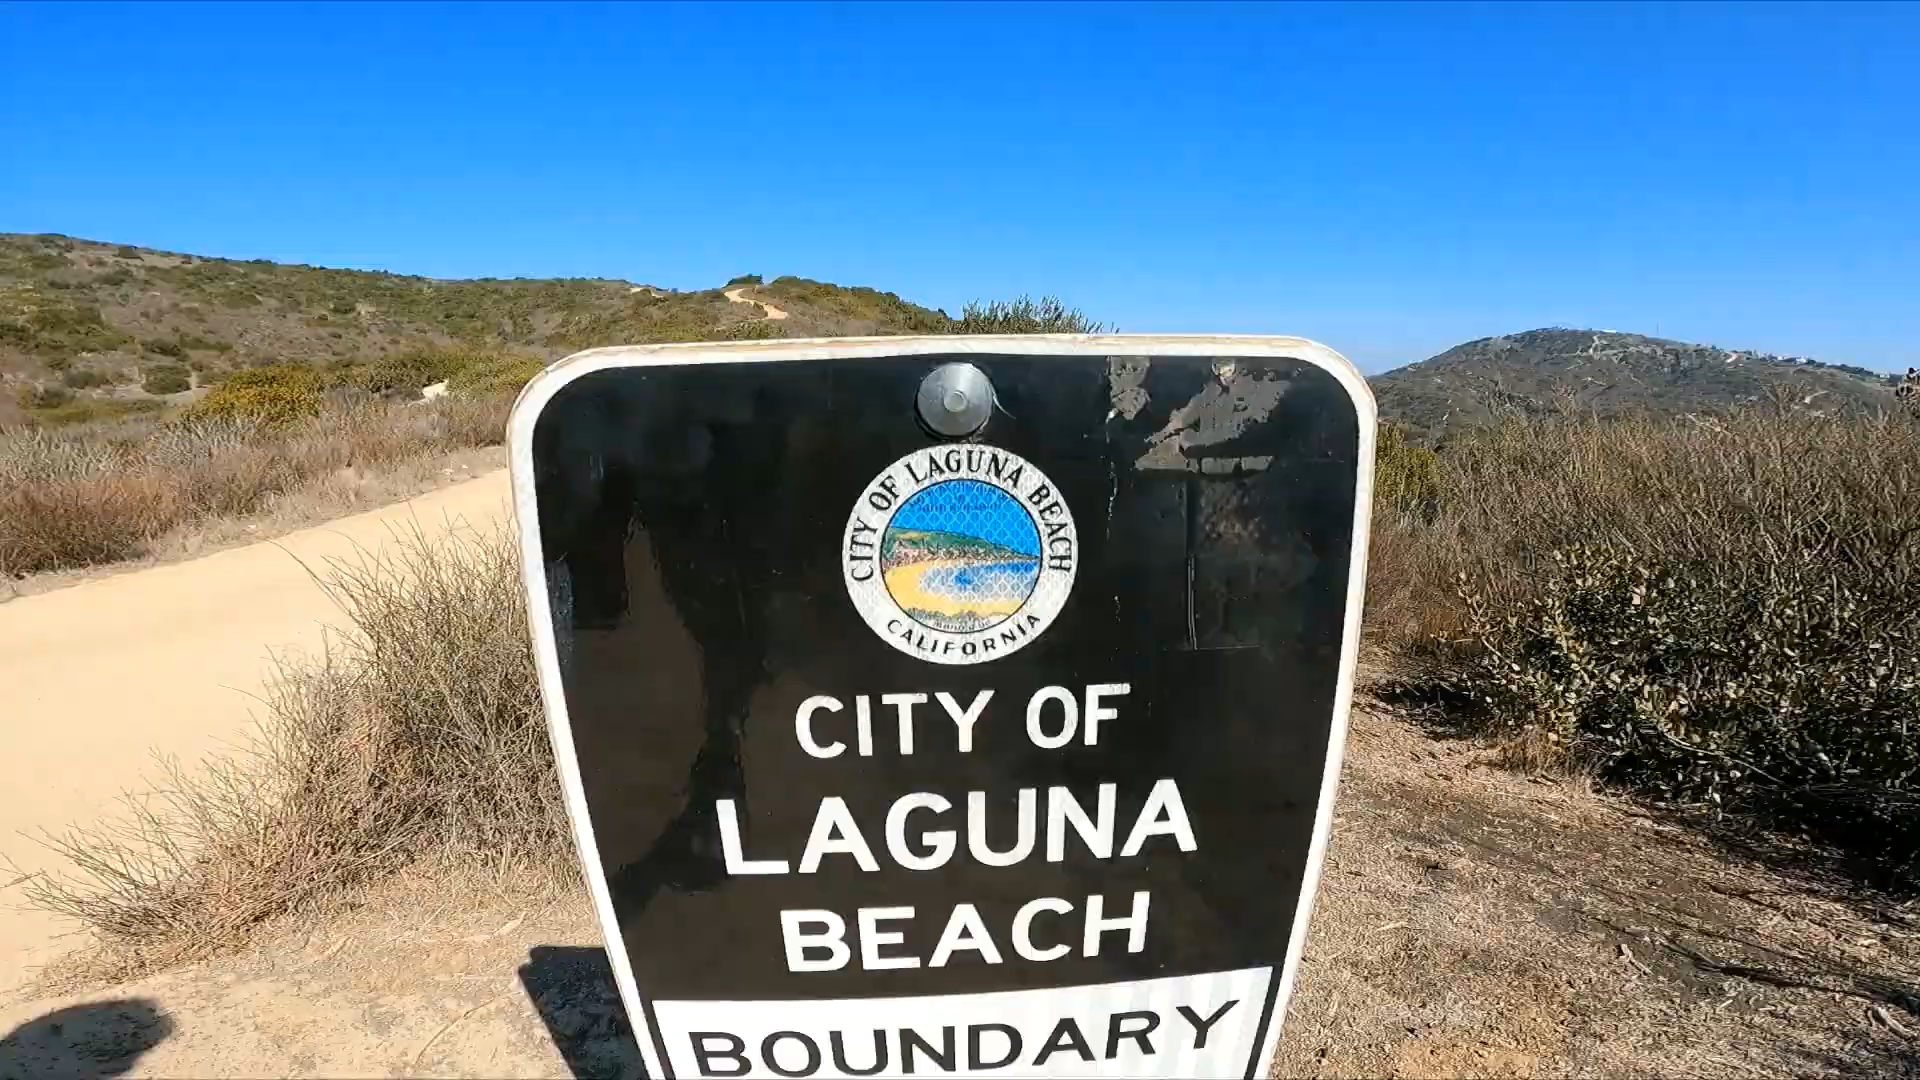 CITY OF LAGUNA BEACH
CALIFORNIA
CITY OF
LAGUNA
BEACH
BOUNDARY